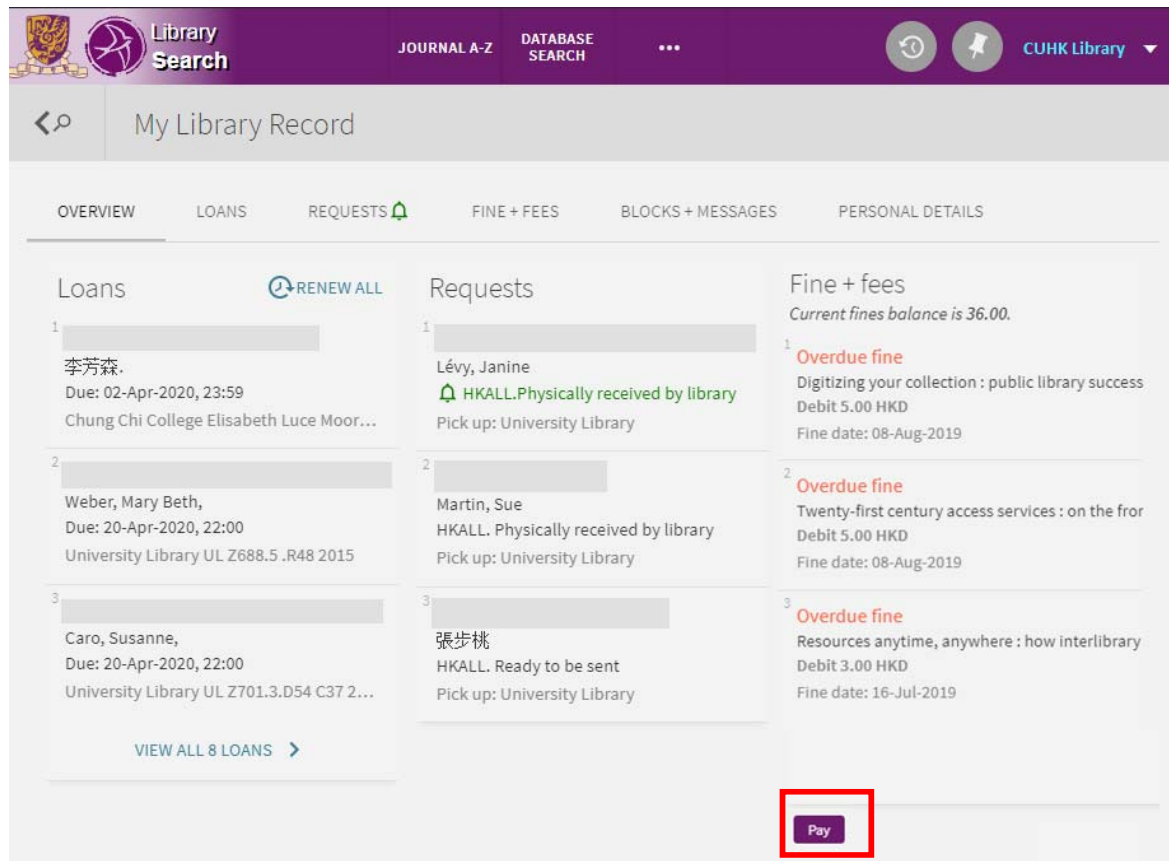 Library
Search
JOURNAL A-Z
DATABASE
SEARCH
•••
CUHK Library
My Library Record
OVERVIEW
LOANS
REQUESTS
FINE + FEES
BLOCKS + MESSAGES
PERSONAL DETAILS
Loans
RENEW ALL
1
李芳森.
Due: 02-Apr-2020, 23:59
Chung Chi College Elisabeth Luce Moor...
2
Weber, Mary Beth,
Due: 20-Apr-2020, 22:00
University Library UL Z688.5 .R48 2015
3
Caro, Susanne,
Due: 20-Apr-2020, 22:00
University Library UL Z701.3.D54 C37 2...
VIEW ALL 8 LOANS
Requests
1
Lévy, Janine
HKALL.Physically received by library
Pick up: University Library
2
Martin, Sue
HKALL. Physically received by library
Pick up: University Library
3
張步桃
HKALL. Ready to be sent
Pick up: University Library
Fine + fees
Current fines balance is 36.00.
1
Overdue fine
Digitizing your collection : public library success
Debit 5.00 HKD
Fine date: 08-Aug-2019
2
Overdue fine
Twenty-first century access services : on the fror
Debit 5.00 HKD
Fine date: 08-Aug-2019
3
Overdue fine
Resources anytime, anywhere : how interlibrary
Debit 3.00 HKD
Fine date: 16-Jul-2019
Pay